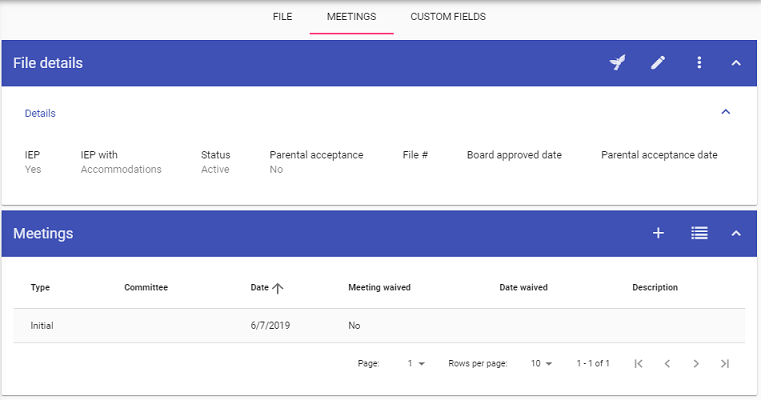 FILE MEETINGS CUSTOM FIELDS
File details
Details
IEP IEP with Status Parental acceptance File # Board approved date Parental acceptance date
Yes Accommodations Active No
Meetings
Type Committee Date Meeting waived Date waived Description
Initial 6/7/2019 No
Page: 1 Rows per page: 10 1 - 1 of 1